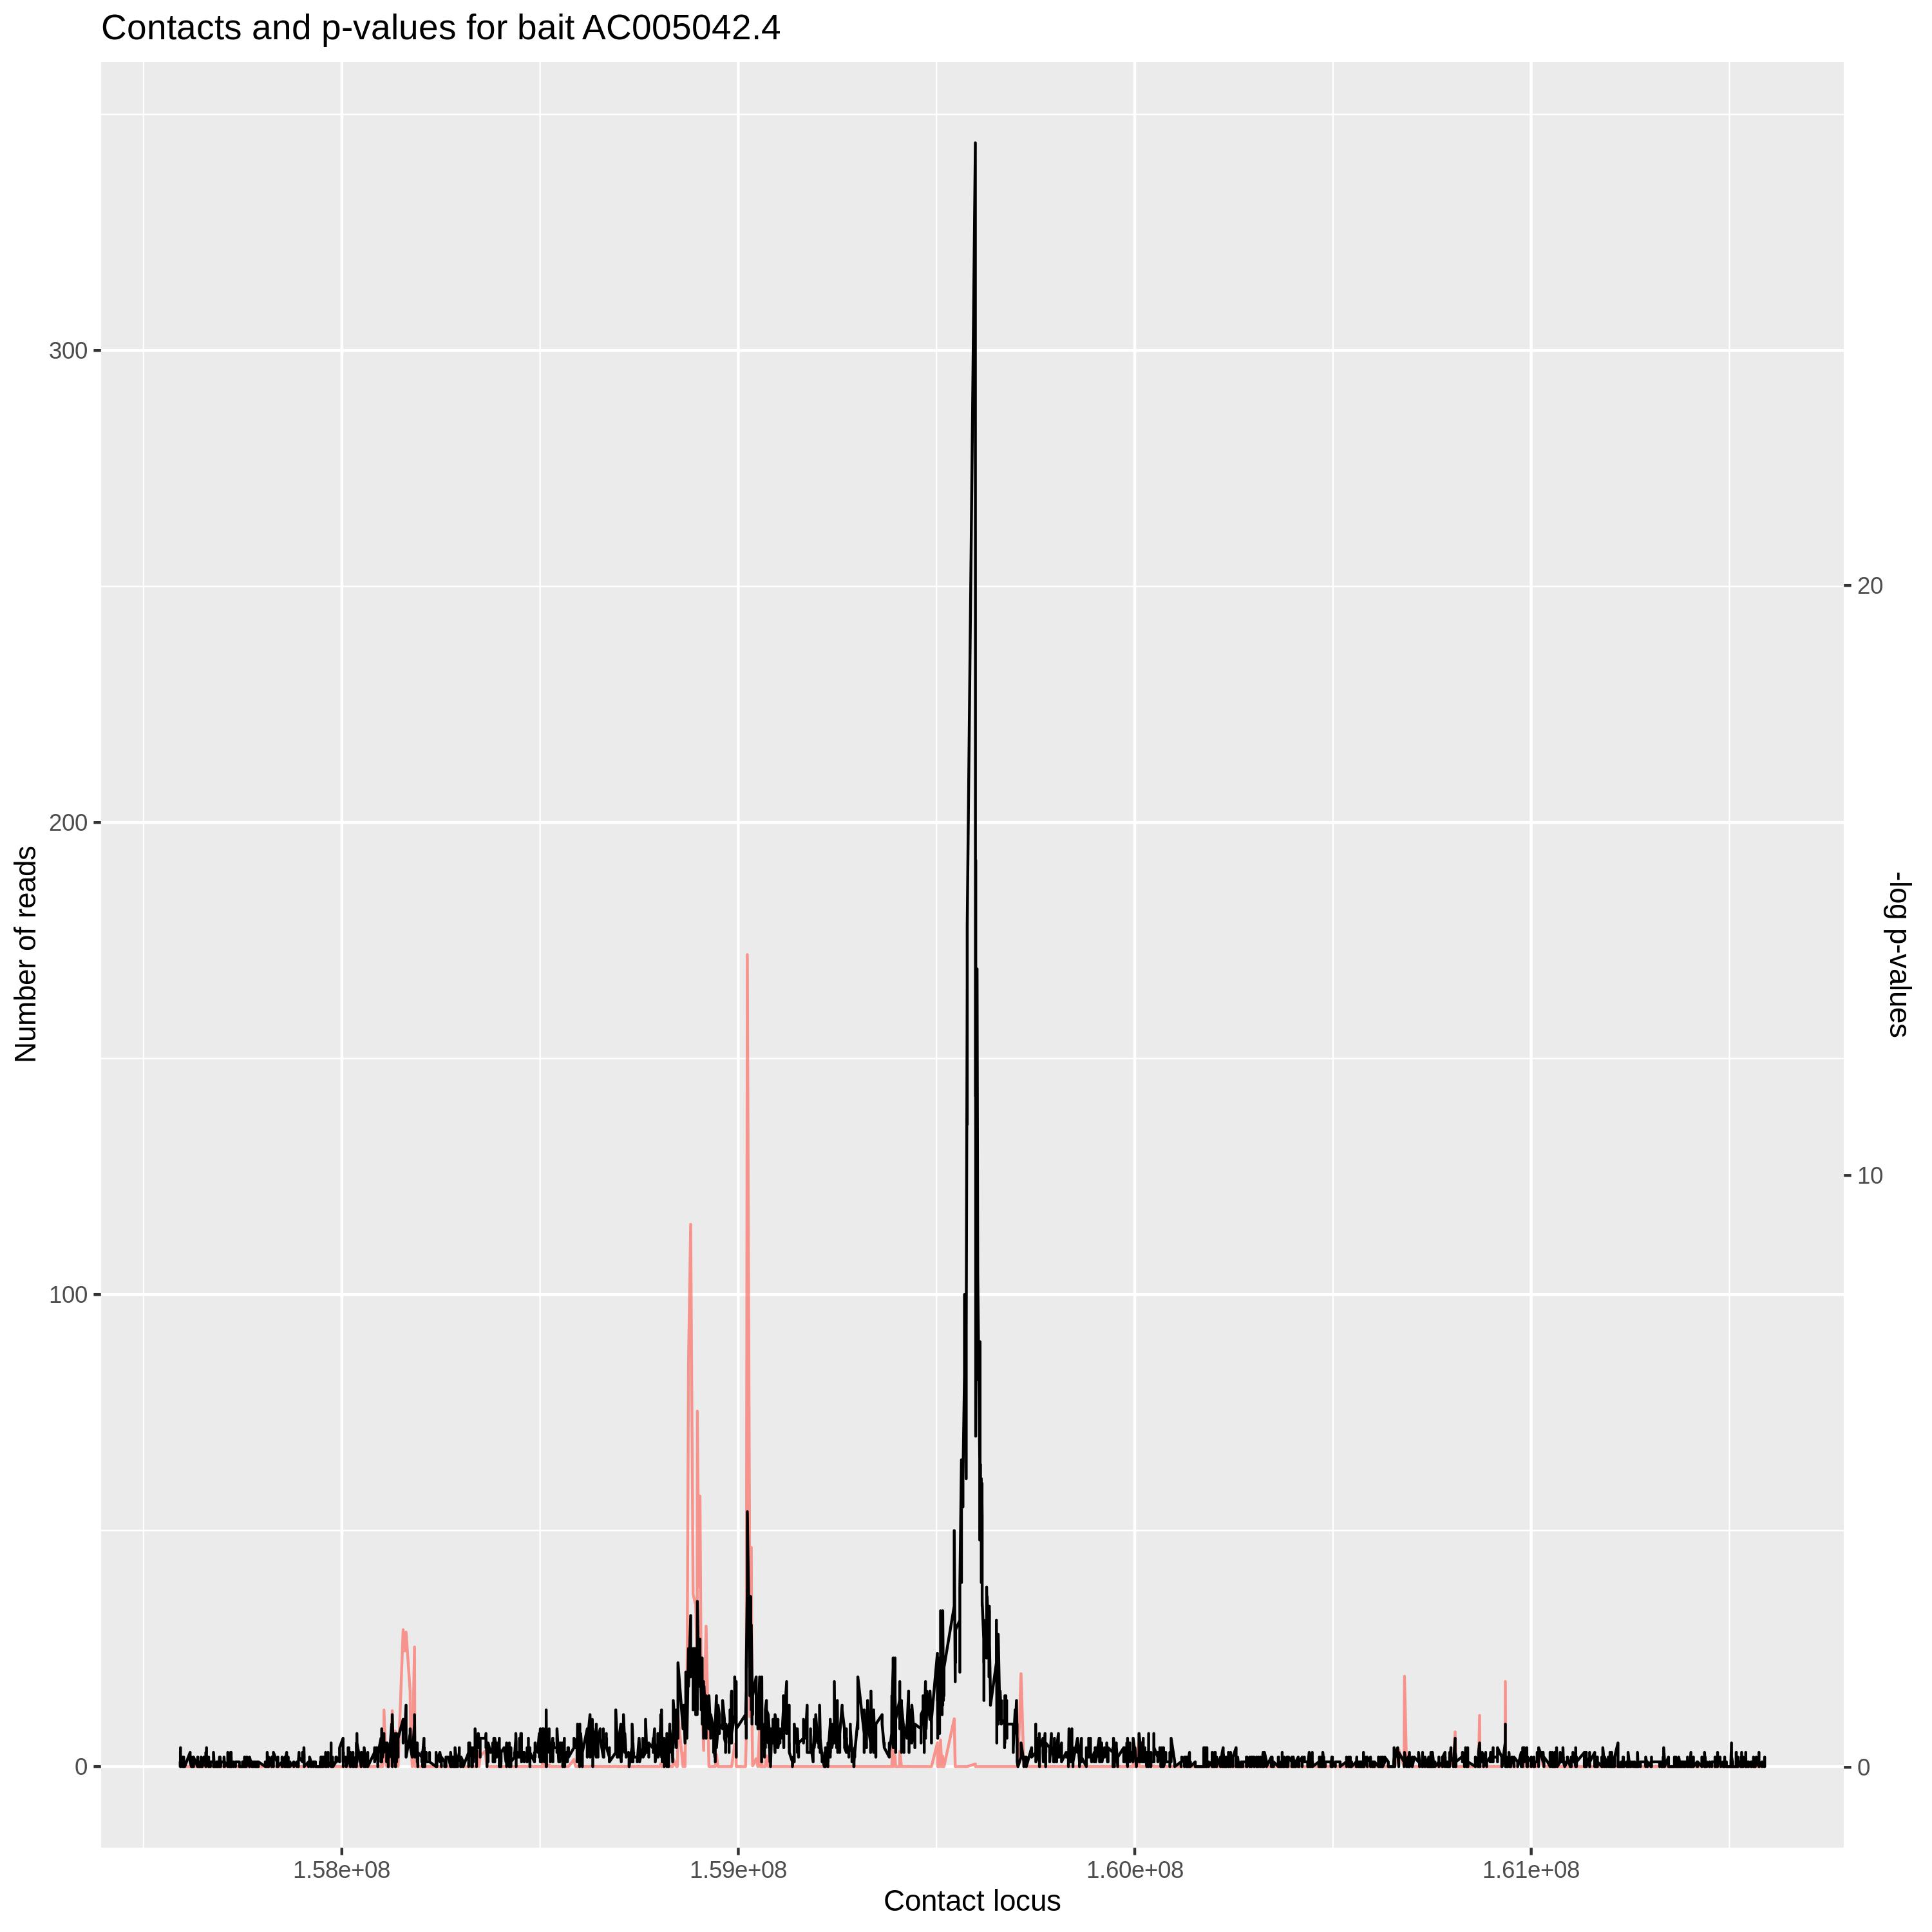 Contacts and p-values for bait AC005042.4
300
200
100
0
Number of reads
20
10
0
-log p-values
1.58e+08
1.59e+08
1.60e+08
1.61e+08
Contact locus